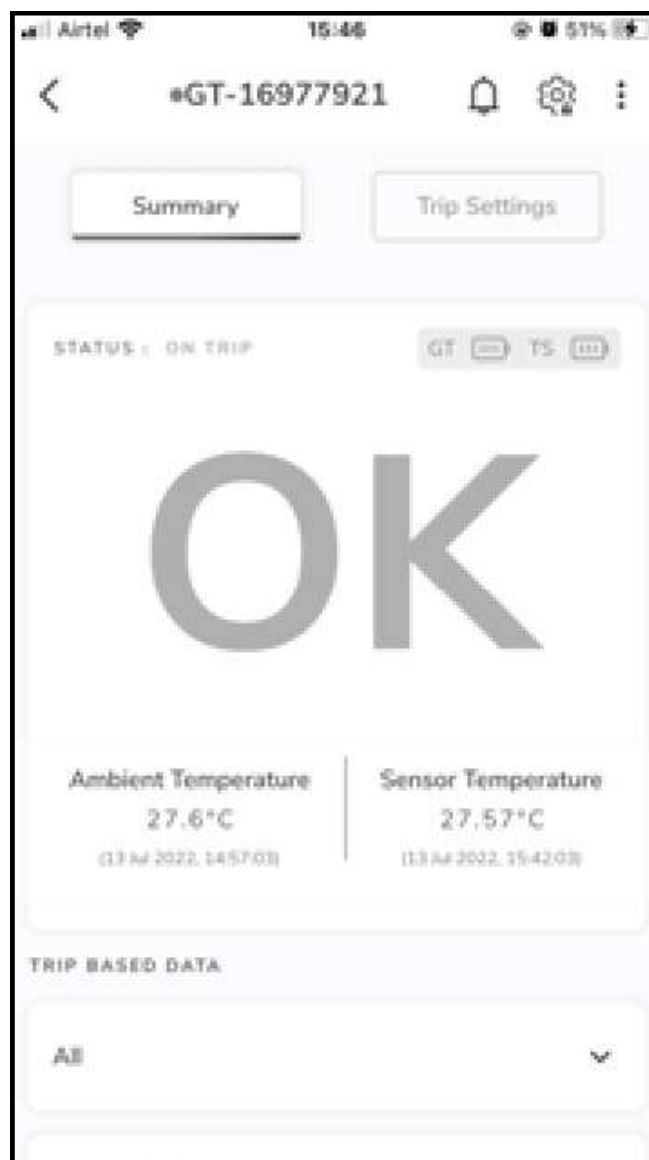 Airtel 15:46 51%
GT-16977921
Summary Trip Settings
STATUS : ON TRIP GT TS
OK
Ambient Temperature Sensor Temperature
27.6°C 27.57°C
(13 Jul 2022, 14:57:03) (13 Jul 2022, 15:42:03)
TRIP BASED DATA
All